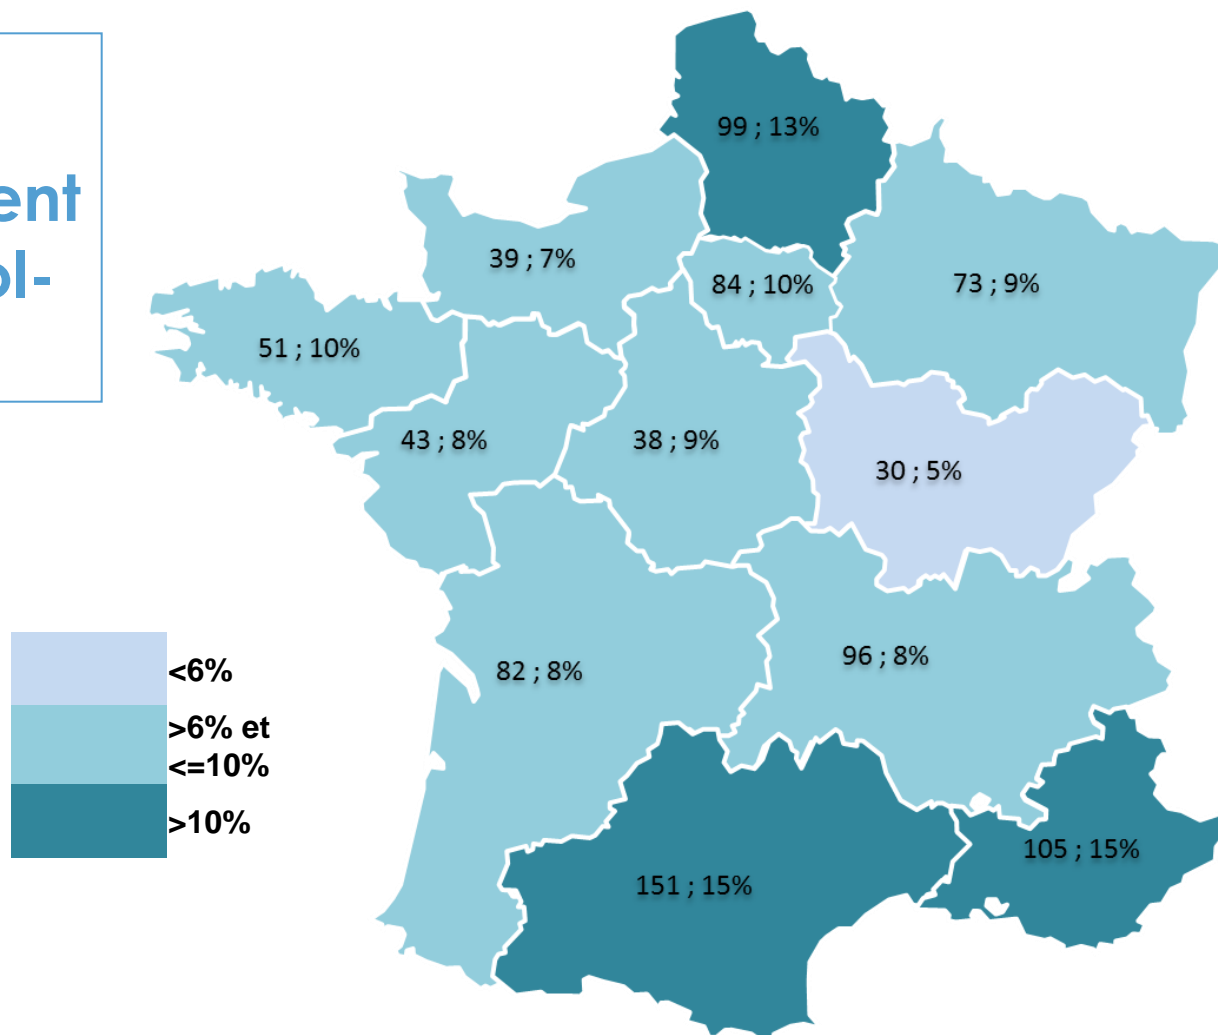 ent
ol-
99 ; 13%
39 ; 7%
84 ; 10%
73 ; 9%
51 ; 10%
43 ; 8%
38 ; 9%
30 ; 5%
82 ; 8%
96 ; 8%
151 ; 15%
105 ; 15%
<6%
>6% et
<=10%
>10%